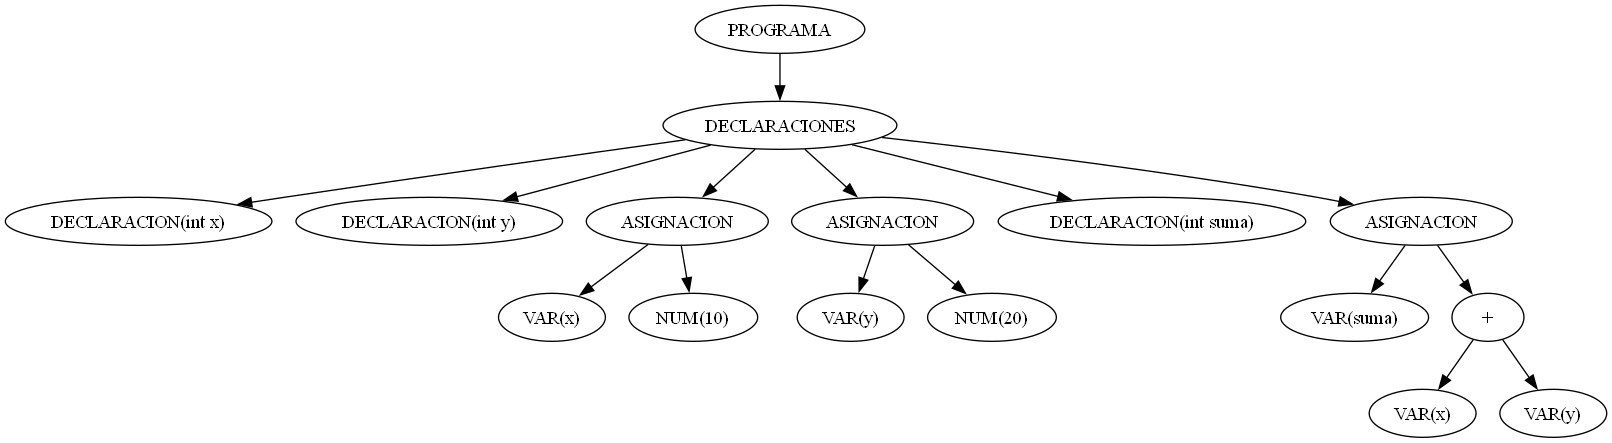 PROGRAMA
DECLARACIONES
DECLARACION(int x)
DECLARACION(int y)
ASIGNACION
ASIGNACION
DECLARACION(int suma)
ASIGNACION
VAR(x)
NUM(10)
VAR(y)
NUM(20)
VAR(suma)
+
VAR(x)
VAR(y)